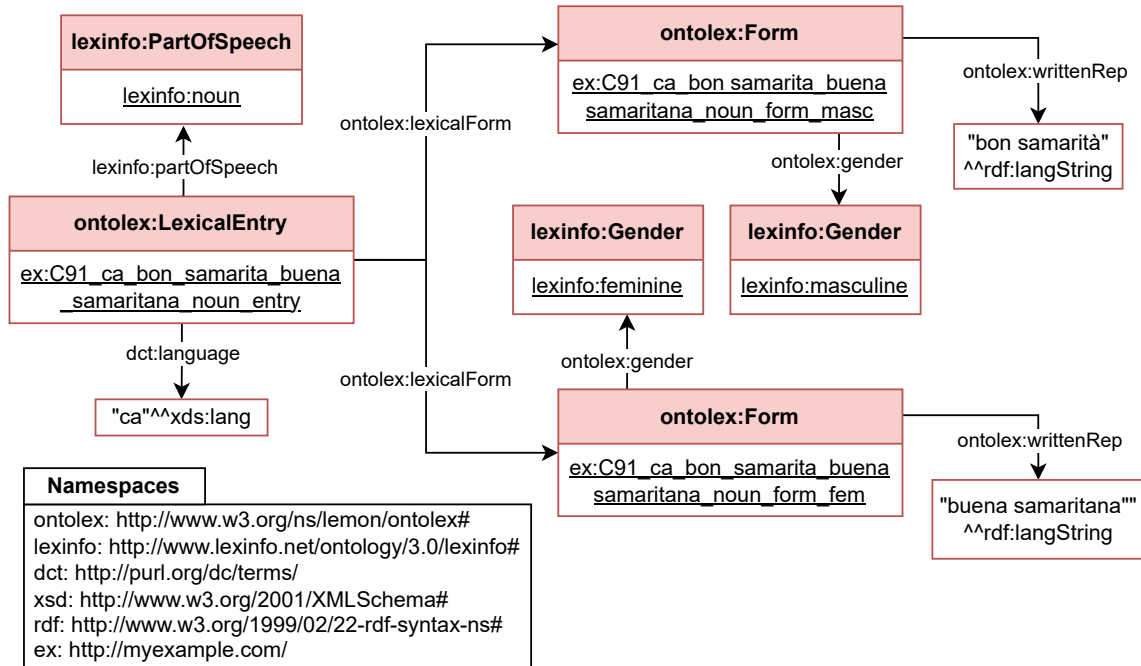 lexinfo:PartOfSpeech
lexinfo:noun
ontolex:Form
ex:C91_ca_bon samarita_buena
samaritana_noun_form_masc
ontolex:writtenRep
"bon samarità"
^^rdf:langString
ontolex:lexicalForm
lexinfo:partOfSpeech
ontolex:gender
ontolex:LexicalEntry
ex:C91_ca_bon_samarita_buena
_samaritana_noun_entry
lexinfo:Gender
lexinfo:feminine
lexinfo:Gender
lexinfo:masculine
dct:language
"ca"^^xds:lang
ontolex:lexicalForm
ontolex:gender
ontolex:Form
ex:C91_ca_bon_samarita_buena
samaritana_noun_form_fem
ontolex:writtenRep
"buena samaritana""
^^rdf:langString
Namespaces
ontolex: http://www.w3.org/ns/lemon/ontolex#
lexinfo: http://www.lexinfo.net/ontology/3.0/lexinfo#
dct: http://purl.org/dc/terms/
xsd: http://www.w3.org/2001/XMLSchema#
rdf: http://www.w3.org/1999/02/22-rdf-syntax-ns#
ex: http://myexample.com/